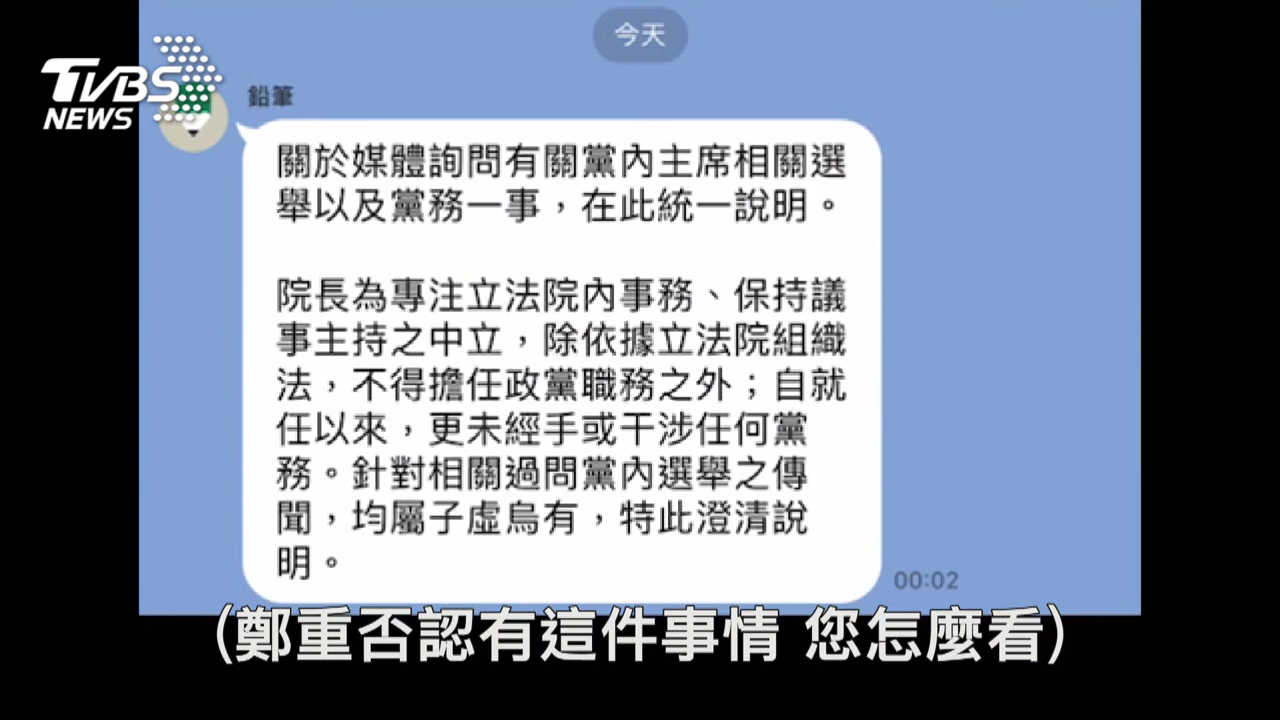 今天
TVBS
NEWS
鉛筆
關於媒體詢問有關黨內主席相關選
舉以及黨務一事，在此統一說明。
院長為專注立法院內事務、保持議
事主持之中立，除依據立法院組織
法，不得擔任政黨職務之外；自就
任以來，更未經手或干涉任何黨
務。針對相關過問黨內選舉之傳
聞，均屬子虛烏有，特此澄清說
明。
00:02
(鄭重否認有這件事情 您怎麼看)